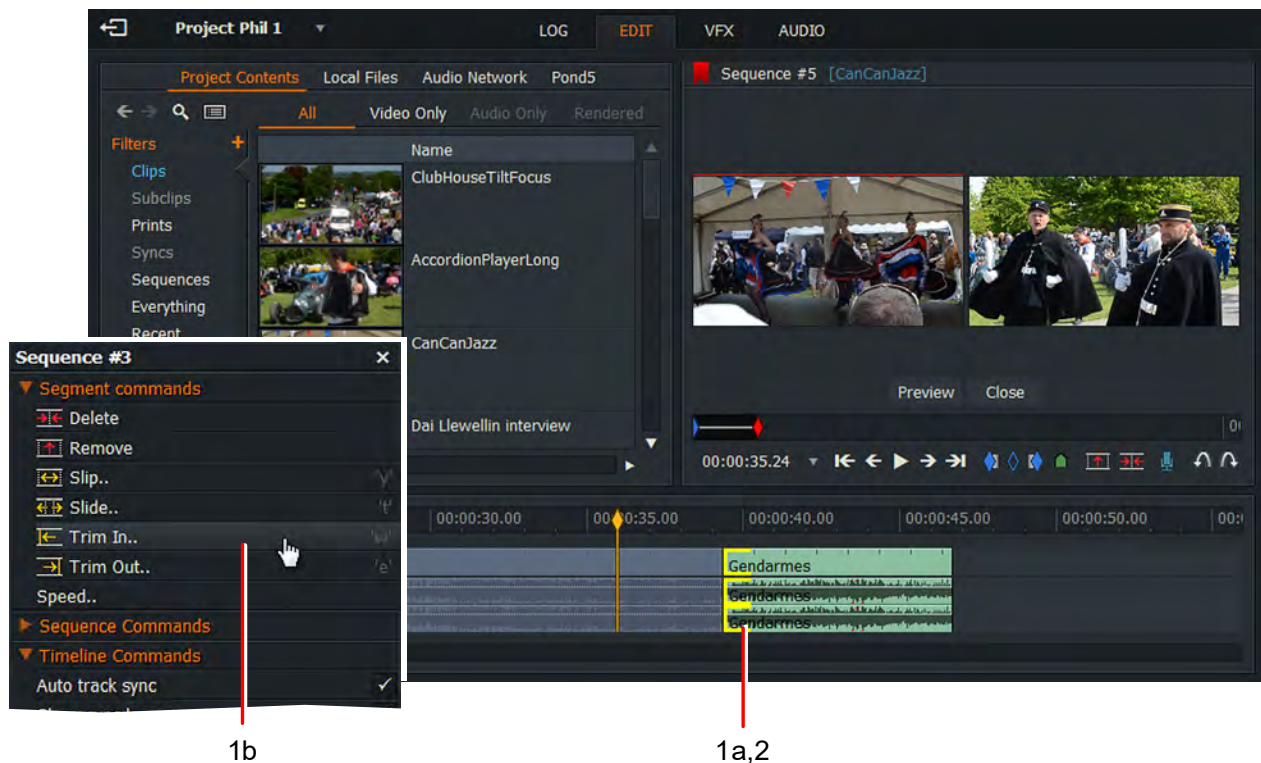 Project Phil 1
LOG EDIT VFX AUDIO
Project Contents Local Files Audio Network Pond5
All Video Only Audio Only Rendered
Filters +
Name
Clips
Subclips
Prints
Syncs
Sequences
Everything
Recent
ClubHouseTiltFocus
AccordionPlayerLong
CanCanJazz
Dai Llewellin interview
Sequence #5 [CanCanJazz]
Preview Close
00:00:35.24
Sequence #3 ×
Segment commands
Delete
Remove
Slip.. 'y'
Slide.. 't'
Trim In.. 'w'
Trim Out.. 'e'
Speed..
Sequence Commands
Timeline Commands
Auto track sync ✓
00:00:30.00 00:00:35.00 00:00:40.00 00:00:45.00 00:00:50.00
Gendarmes
Gendarmes
Gendarmes
1b
1a,2